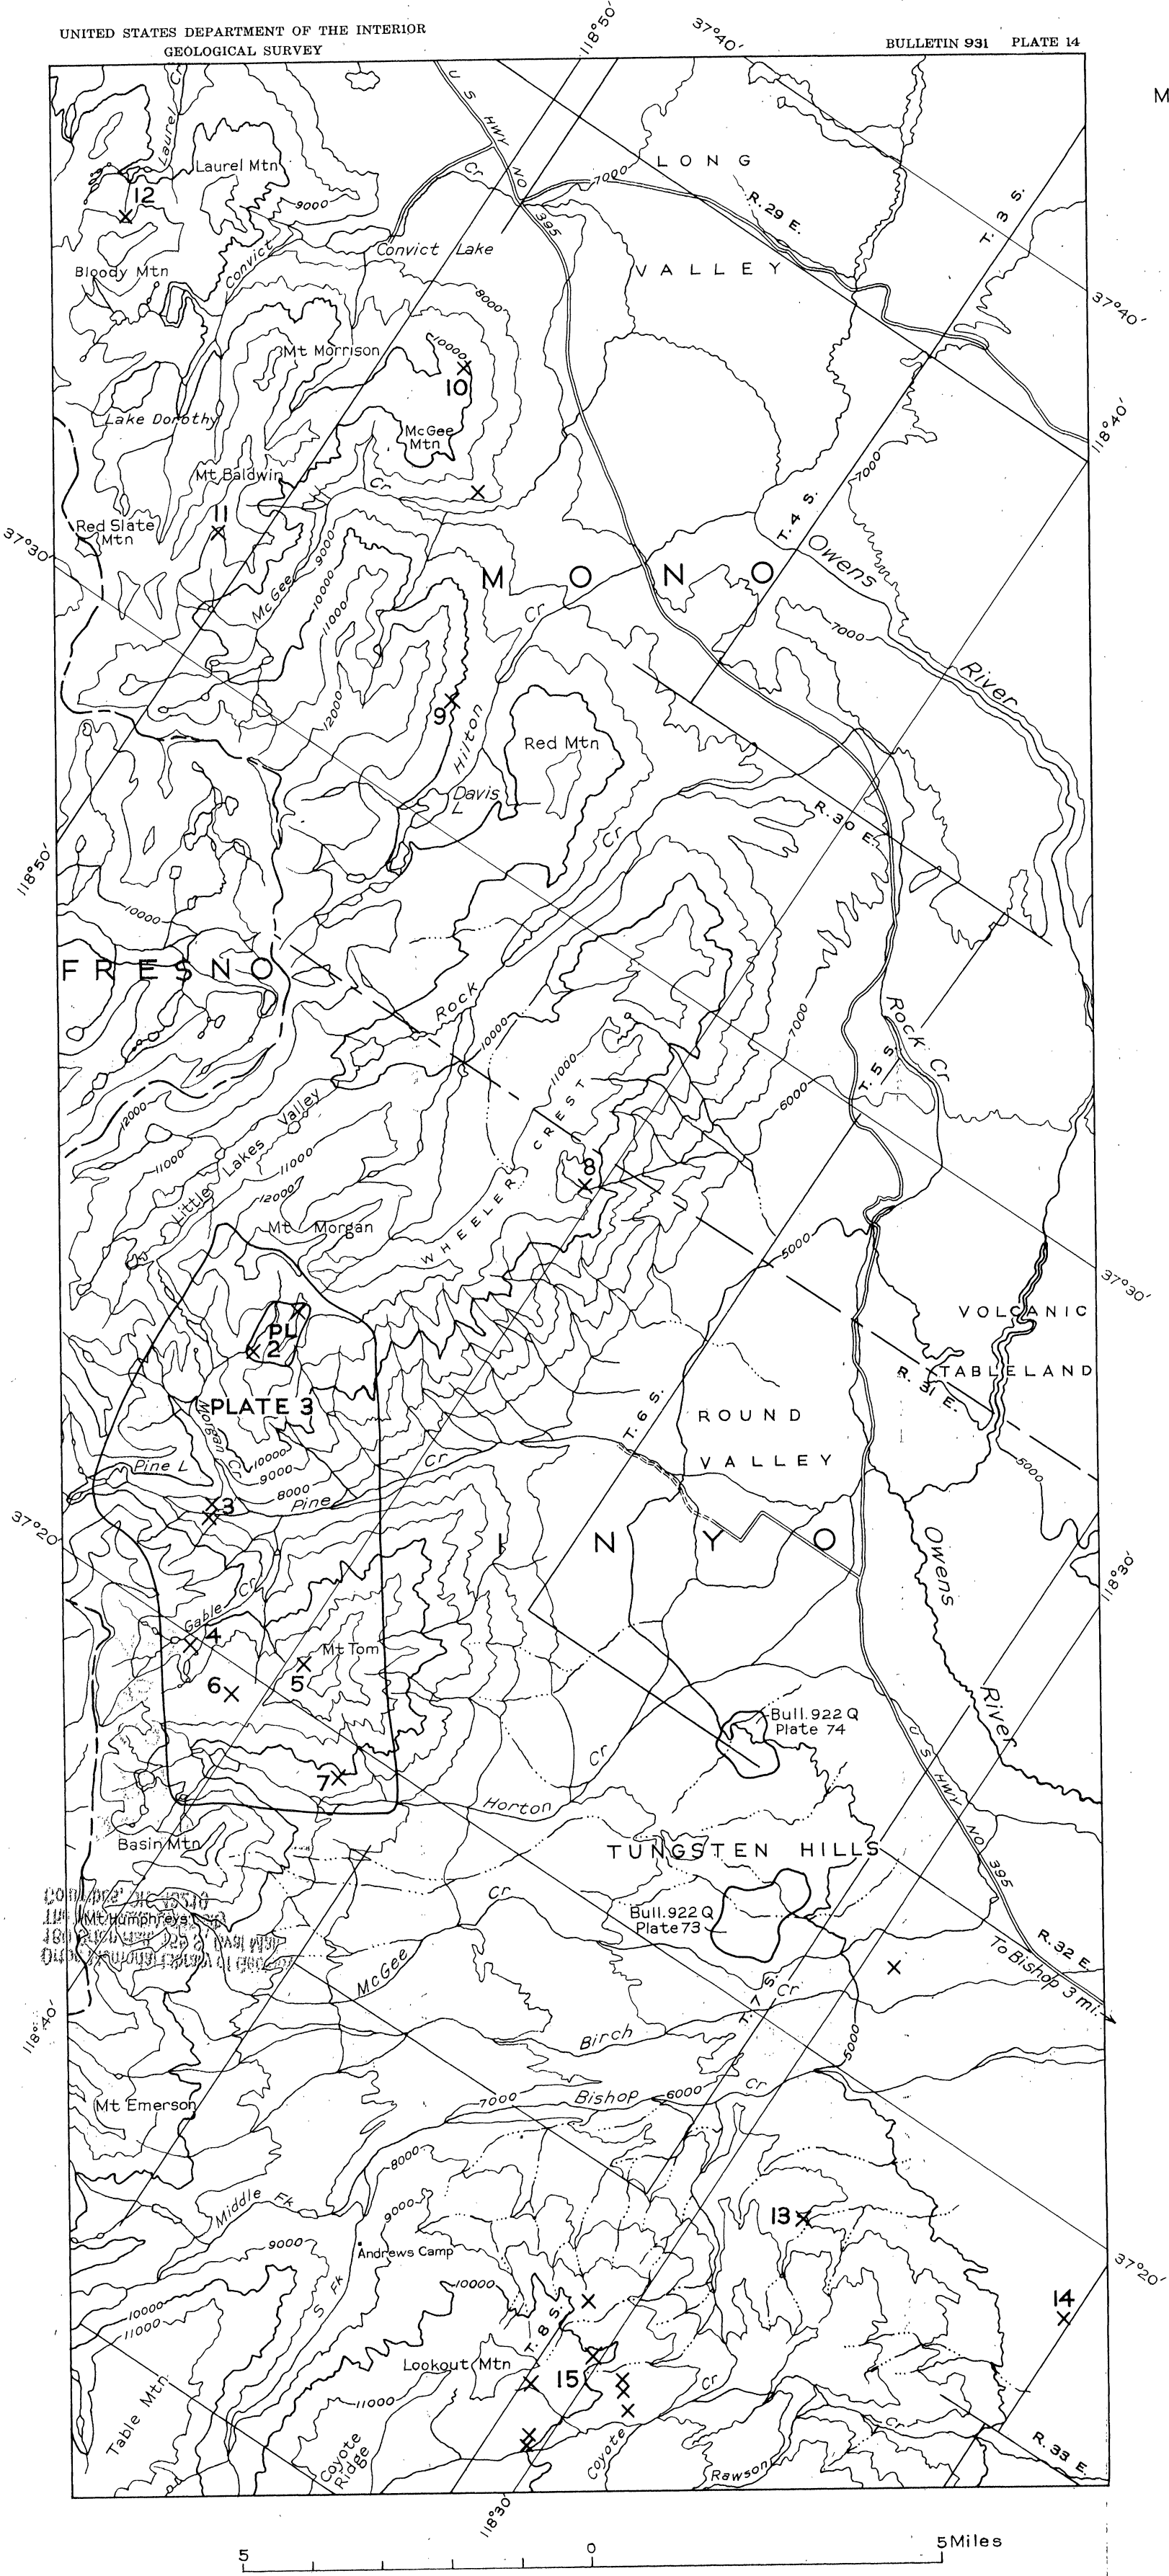 UNITED STATES DEPARTMENT OF THE INTERIOR
GEOLOGICAL SURVEY
BULLETIN 931 PLATE 14
118°50'
37°40'
M
Laurel C
Laurel Mtn
12
9000
U S HWY NO 395
Cr
LONG
7000
R. 29 E.
T. 3 S.
Convict Lake
VALLEY
Bloody Mtn
Convict
8000
37°40'
Mt Morrison
10000
10
118°40'
Lake Dorothy
McGee
Mtn
Mt Baldwin
Cr
7000
11
Red Slate
Mtn
T. 4 S.
37°30'
9000
10000
11000
McGee
MONO
Owens
Cr
7000
River
12000
9
Hilton
Red Mtn
Davis
L
R. 30 E.
118°50'
Cr
10000
FRESNO
Rock
10000
7000
Rock Cr
T. 5 S.
11000
6000
12000
Little Lakes Valley
11000
11000
12000
WHEELER CREST
8
Mt Morgan
5000
37°30'
VOLCANIC
TABLELAND
PL
2
R. 31 E.
PLATE 3
Morgan Cr
T. 6 S.
ROUND
VALLEY
10000
9000
8000
Pine L
Pine
Cr
5000
3
37°20'
INYO
Owens
118°30'
Gable Cr
4
Mt Tom
5
6
River
Bull. 922 Q
Plate 74
7
Cr
Horton
U S HWY NO 395
Basin Mtn
TUNGSTEN HILLS
Cr
Mt Humphreys
Bull. 922 Q
Plate 73
R. 32 E.
To Bishop 3 mi.
McGee
T. 7 S.
Cr
118°40'
Birch
5000
Mt Emerson
7000
Bishop
6000
Cr
8000
Middle Fk
9000
13
9000
Andrews Camp
37°20'
S Fk
10000
10000
11000
14
T. 8 S.
Lookout Mtn
15
Cr
11000
Table Mtn
Coyote
Ridge
Coyote
Cr
Rawson
R. 33 E.
118°30'
5
0
5 Miles